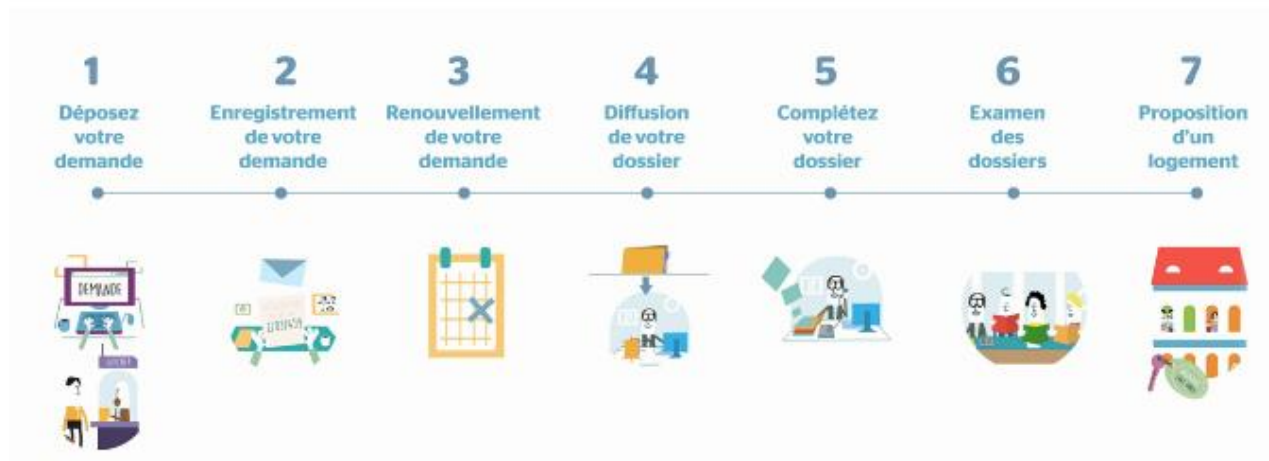 1
Déposez
votre
demande
2
Enregistrement
de votre
demande
3
Renouvellement
de votre
demande
4
Diffusion
de votre
dossier
5
Complétez
votre
dossier
6
Examen
des
dossiers
7
Proposition
d'un
logement
DEMANDE